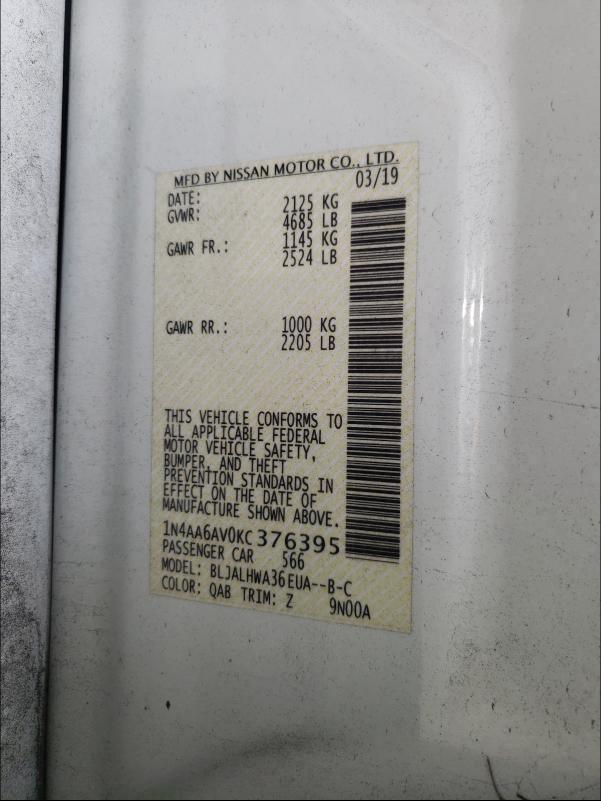 MFD BY NISSAN MOTOR CO., LTD.
DATE: 03/19
GVWR: 2125 KG
4685 LB
GAWR FR.: 1145 KG
2524 LB
GAWR RR.: 1000 KG
2205 LB
THIS VEHICLE CONFORMS TO
ALL APPLICABLE FEDERAL
MOTOR VEHICLE SAFETY,
BUMPER, AND THEFT
PREVENTION STANDARDS IN
EFFECT ON THE DATE OF
MANUFACTURE SHOWN ABOVE.
1N4AA6AV0KC376395
PASSENGER CAR 566
MODEL: BLJALHWA36EUA--B-C
COLOR: QAB TRIM: Z 9N00A